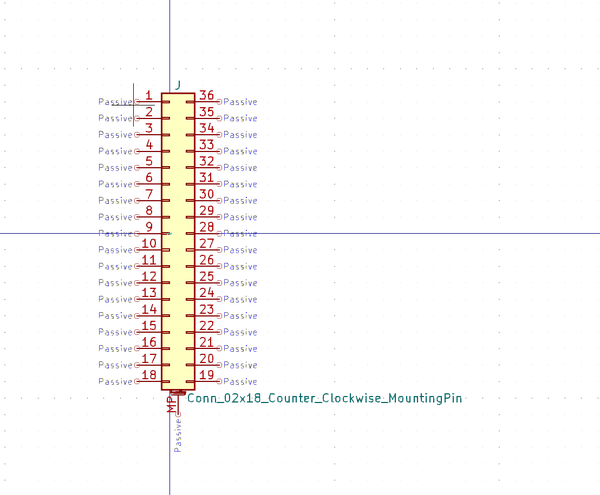 J
Passive 1 36 Passive
Passive 2 35 Passive
Passive 3 34 Passive
Passive 4 33 Passive
Passive 5 32 Passive
Passive 6 31 Passive
Passive 7 30 Passive
Passive 8 29 Passive
Passive 9 28 Passive
Passive 10 27 Passive
Passive 11 26 Passive
Passive 12 25 Passive
Passive 13 24 Passive
Passive 14 23 Passive
Passive 15 22 Passive
Passive 16 21 Passive
Passive 17 20 Passive
Passive 18 19 Passive
MP Conn_02x18_Counter_Clockwise_MountingPin
Passive